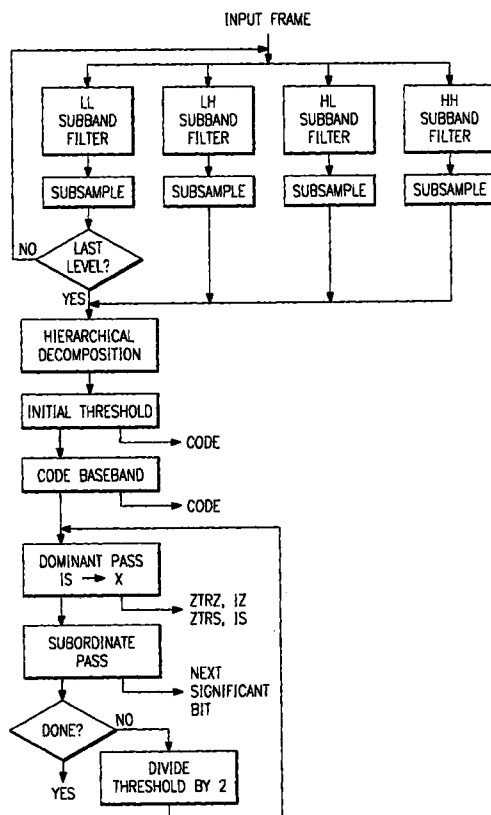 INPUT FRAME
LL
SUBBAND
FILTER
LH
SUBBAND
FILTER
HL
SUBBAND
FILTER
HH
SUBBAND
FILTER
SUBSAMPLE
SUBSAMPLE
SUBSAMPLE
SUBSAMPLE
NO
LAST
LEVEL?
YES
HIERARCHICAL
DECOMPOSITION
INITIAL THRESHOLD
CODE
CODE BASEBAND
CODE
DOMINANT PASS
IS → X
ZTRZ, IZ
ZTRS, IS
SUBORDINATE
PASS
NEXT
SIGNIFICANT
BIT
DONE?
NO
YES
DIVIDE
THRESHOLD BY 2